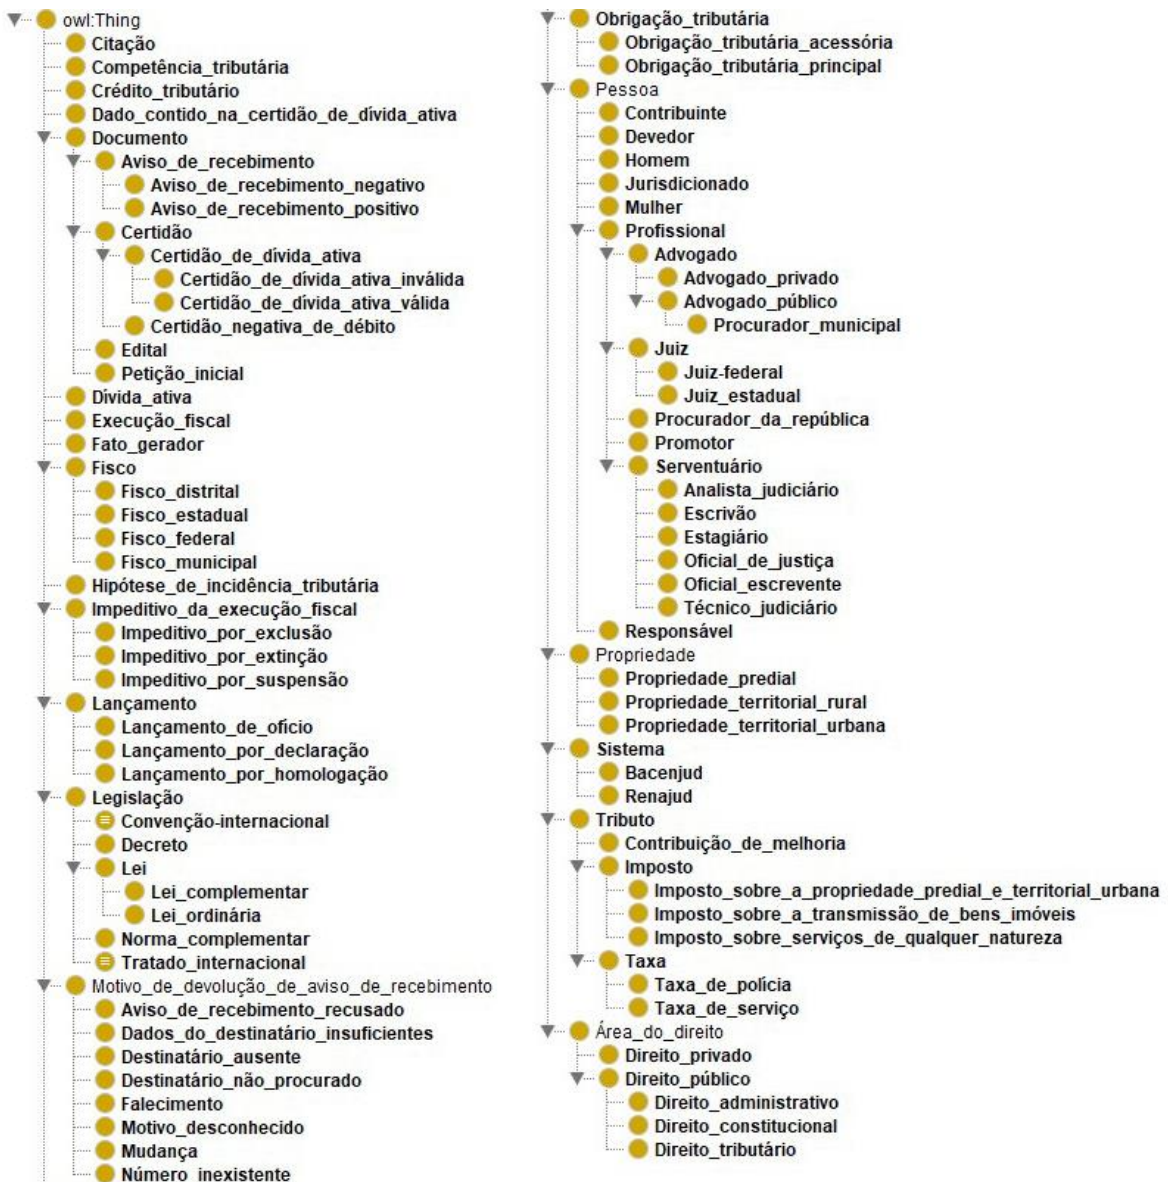 owl:Thing
Citação
Competência_tributária
Crédito_tributário
Dado_contido_na_certidão_de_dívida_ativa
Documento
Aviso_de_recebimento
Aviso_de_recebimento_negativo
Aviso_de_recebimento_positivo
Certidão
Certidão_de_dívida_ativa
Certidão_de_dívida_ativa_inválida
Certidão_de_dívida_ativa_válida
Certidão_negativa_de_débito
Edital
Petição_inicial
Dívida_ativa
Execução_fiscal
Fato_gerador
Fisco
Fisco_distrital
Fisco_estadual
Fisco_federal
Fisco_municipal
Hipótese_de_incidência_tributária
Impeditivo_da_execução_fiscal
Impeditivo_por_exclusão
Impeditivo_por_extinção
Impeditivo_por_suspensão
Lançamento
Lançamento_de_ofício
Lançamento_por_declaração
Lançamento_por_homologação
Legislação
Convenção-internacional
Decreto
Lei
Lei_complementar
Lei_ordinária
Norma_complementar
Tratado_internacional
Motivo_de_devolução_de_aviso_de_recebimento
Aviso_de_recebimento_recusado
Dados_do_destinatário_insuficientes
Destinatário_ausente
Destinatário_não_procurado
Falecimento
Motivo_desconhecido
Mudança
Número_inexistente
Obrigação_tributária
Obrigação_tributária_acessória
Obrigação_tributária_principal
Pessoa
Contribuinte
Devedor
Homem
Jurisdicionado
Mulher
Profissional
Advogado
Advogado_privado
Advogado_público
Procurador_municipal
Juiz
Juiz-federal
Juiz_estadual
Procurador_da_república
Promotor
Serventuário
Analista_judiciário
Escrivão
Estagiário
Oficial_de_justiça
Oficial_escrevente
Técnico_judiciário
Responsável
Propriedade
Propriedade_predial
Propriedade_territorial_rural
Propriedade_territorial_urbana
Sistema
Bacenjud
Renajud
Tributo
Contribuição_de_melhoria
Imposto
Imposto_sobre_a_propriedade_predial_e_territorial_urbana
Imposto_sobre_a_transmissão_de_bens_imóveis
Imposto_sobre_serviços_de_qualquer_natureza
Taxa
Taxa_de_polícia
Taxa_de_serviço
Área_do_direito
Direito_privado
Direito_público
Direito_administrativo
Direito_constitucional
Direito_tributário